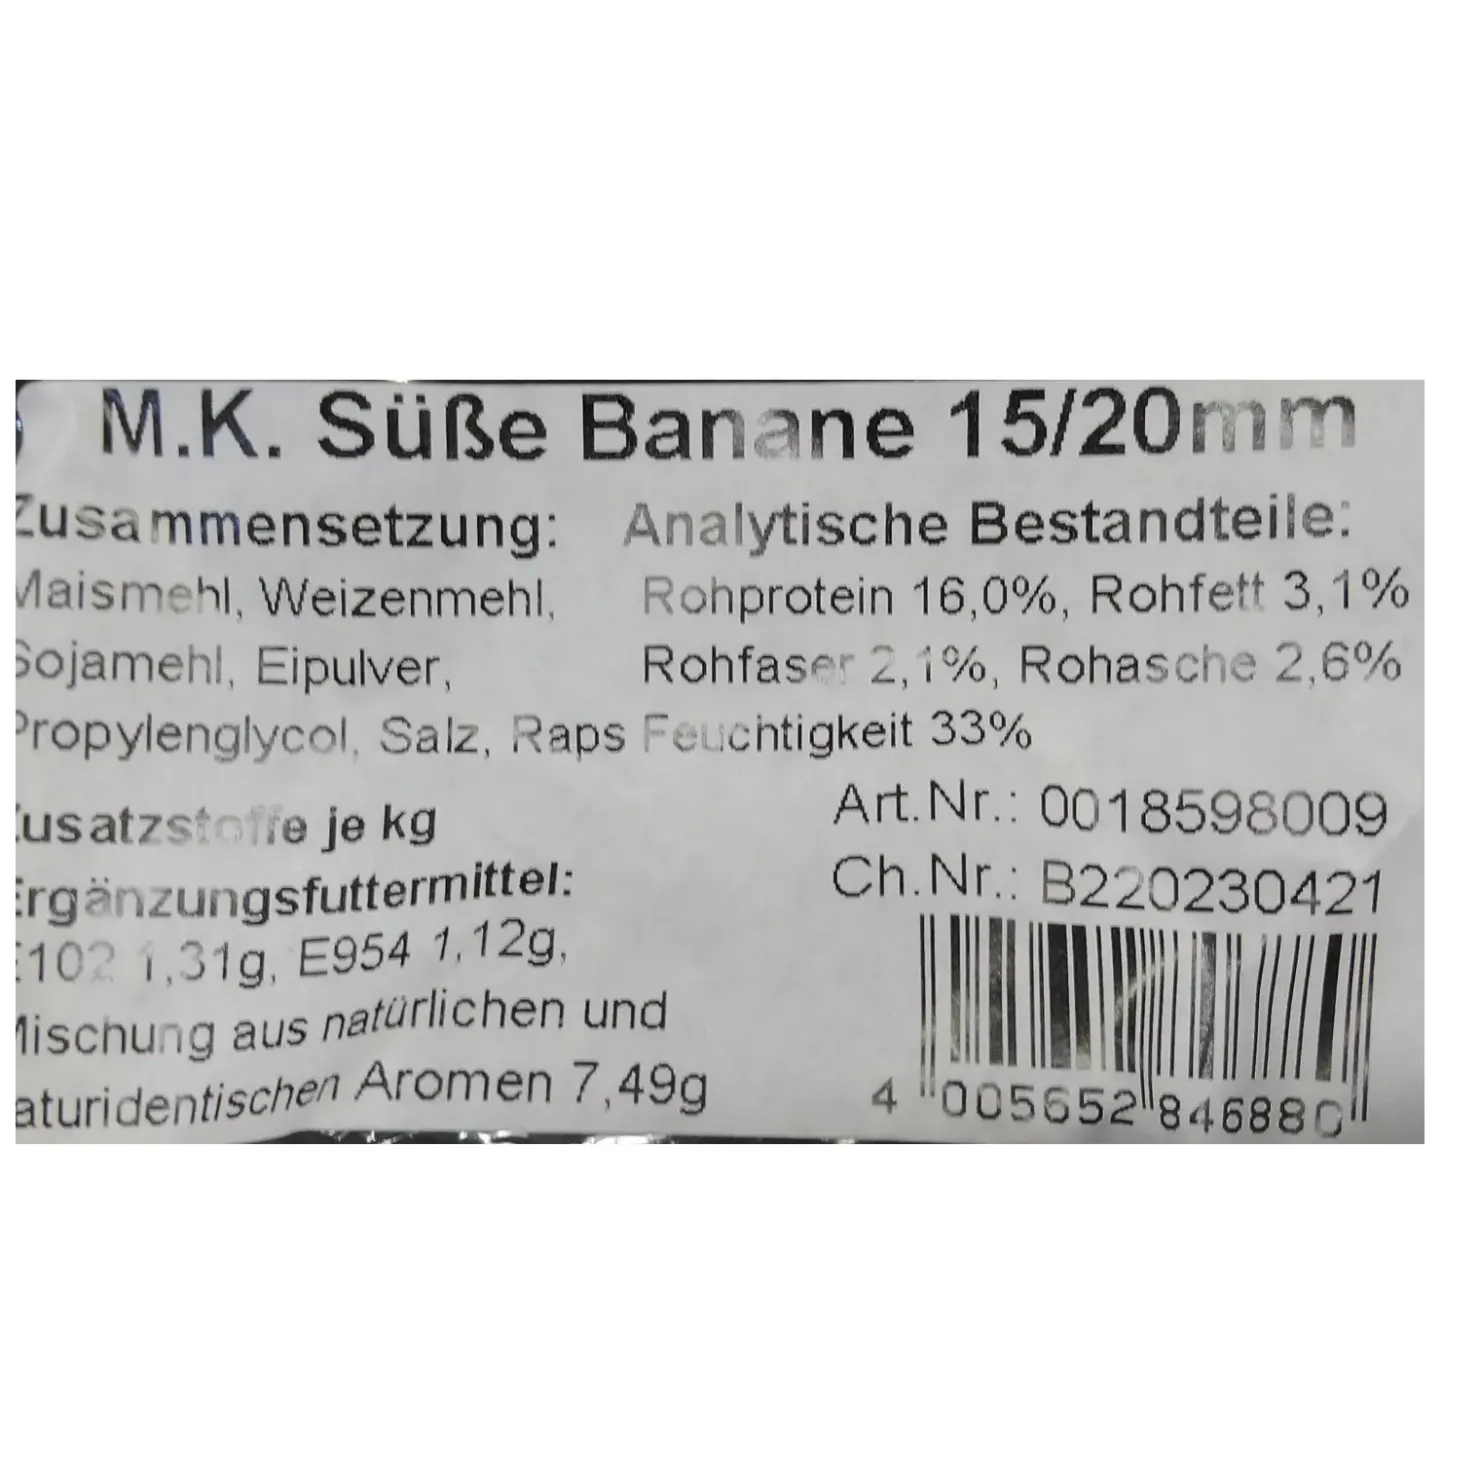 M.K. Süße Banane 15/20mm
Zusammensetzung:
Maismehl, Weizenmehl,
Sojamehl, Eipulver,
Propylenglycol, Salz, Raps
Analytische Bestandteile:
Rohprotein 16,0%, Rohfett 3,1%
Rohfaser 2,1%, Rohasche 2,6%
Feuchtigkeit 33%
Zusatzstoffe je kg
Ergänzungsfuttermittel:
E102 1,31g, E954 1,12g,
Mischung aus natürlichen und
naturidentischen Aromen 7,49g
Art.Nr.: 0018598009
Ch.Nr.: B220230421
4 005652 846880